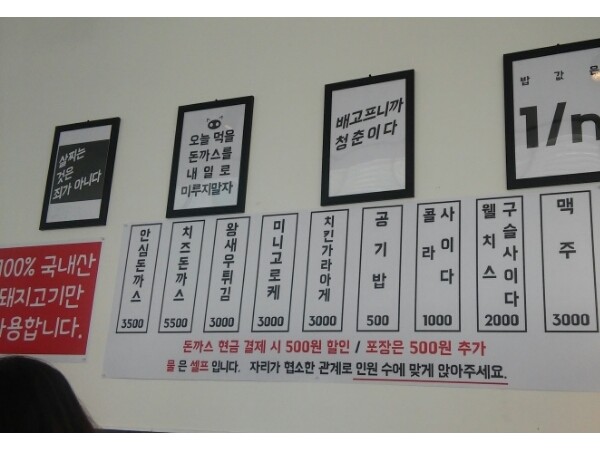 살찌는
것은
죄가 아니다
오늘 먹을
돈까스를
내일로
미루지말자
배고프니까
청춘이다
밥 값 은
1/n
100% 국내산
돼지고기만
사용합니다.
안심돈까스
3500
치즈돈까스
5500
왕새우튀김
3000
미니고로케
3000
치킨가라아게
3000
공기밥
500
콜라
사이다
1000
웰치스
구슬사이다
2000
맥주
3000
돈까스 현금 결제 시 500원 할인 / 포장은 500원 추가
물 은 셀프 입니다. 자리가 협소한 관계로 인원 수에 맞게 앉아주세요.